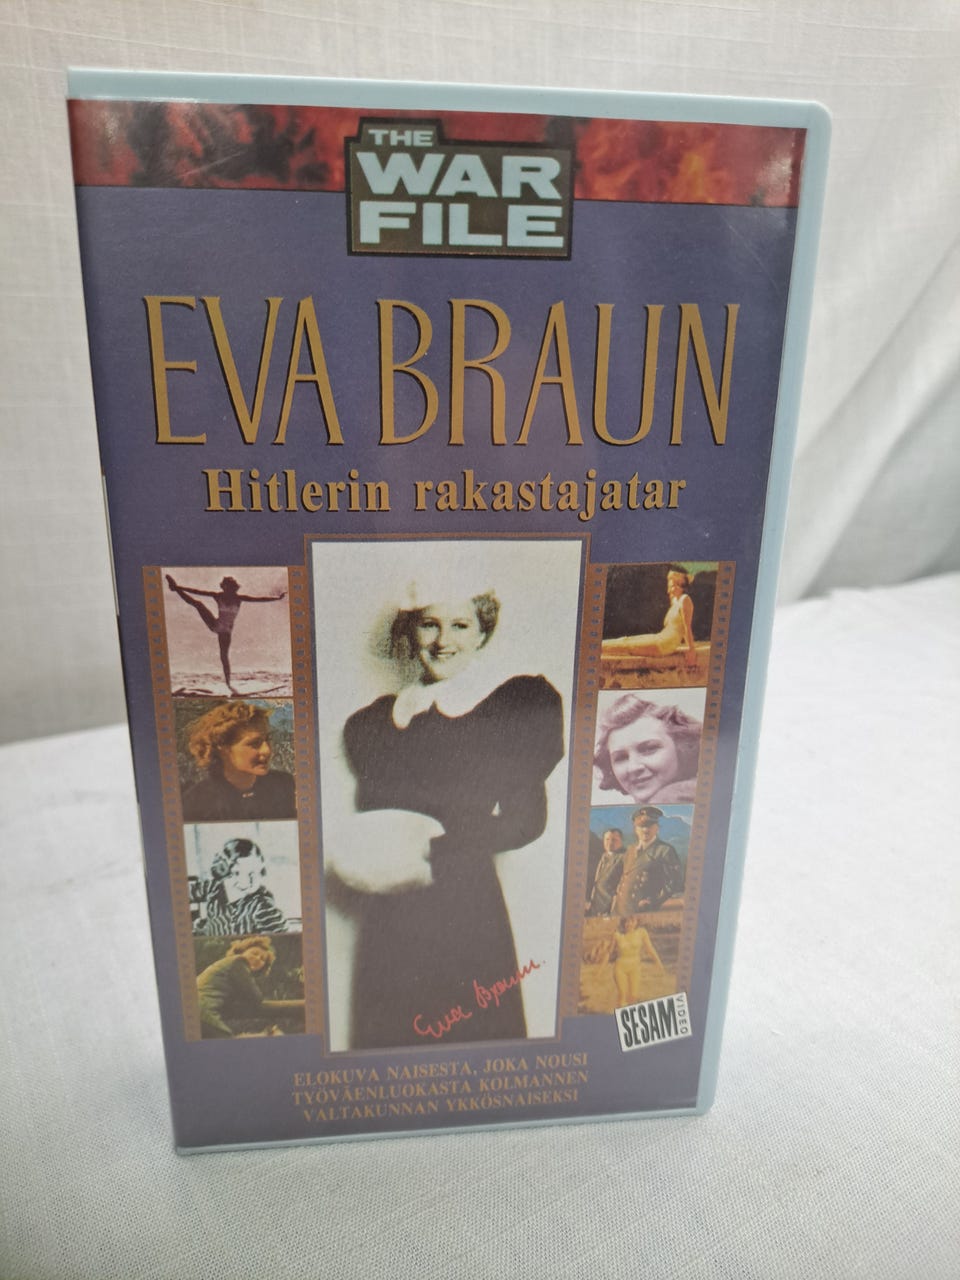 THE
WAR
FILE
EVA BRAUN
Hitlerin rakastajatar
Eva Braun.
SESAM
VIDEO
ELOKUVA NAISESTA, JOKA NOUSI
TYÖVÄENLUOKASTA KOLMANNEN
VALTAKUNNAN YKKÖSNAISEKSI